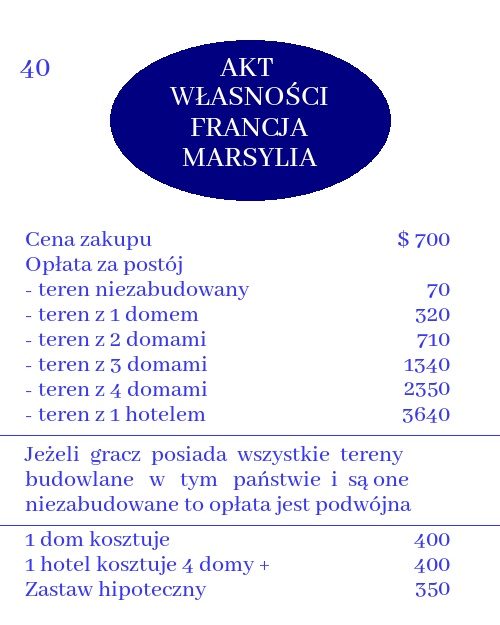 40
AKT
WŁASNOŚCI
FRANCJA
MARSYLIA
Cena zakupu $ 700
Opłata za postój
- teren niezabudowany 70
- teren z 1 domem 320
- teren z 2 domami 710
- teren z 3 domami 1340
- teren z 4 domami 2350
- teren z 1 hotelem 3640
Jeżeli gracz posiada wszystkie tereny
budowlane w tym państwie i są one
niezabudowane to opłata jest podwójna
1 dom kosztuje 400
1 hotel kosztuje 4 domy + 400
Zastaw hipoteczny 350